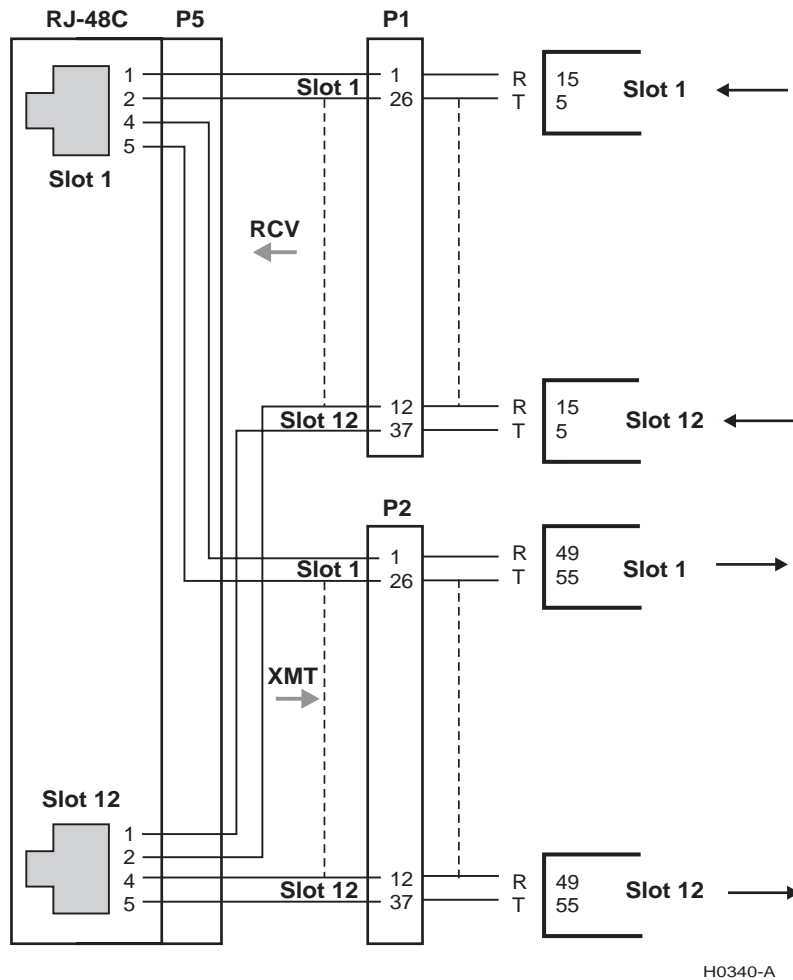 RJ-48C P5 P1
1 1 R 15
Slot 1
2 26 T 5 Slot 1
4
5
Slot 1
RCV
12 R 15
Slot 12 37 T 5 Slot 12
P2
1 R 49
Slot 1 26 T 55 Slot 1
XMT
Slot 12
1
2
4 12 R 49
5 Slot 12 37 T 55 Slot 12
H0340-A